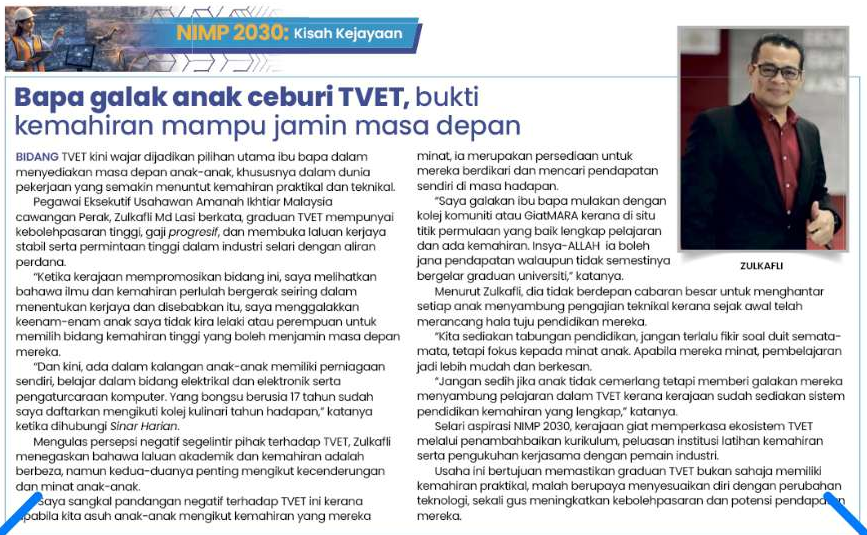 NIMP 2030: Kisah Kejayaan
Bapa galak anak ceburi TVET, bukti
kemahiran mampu jamin masa depan
BIDANG TVET kini wajar dijadikan pilihan utama ibu bapa dalam
menyediakan masa depan anak-anak, khususnya dalam dunia
pekerjaan yang semakin menuntut kemahiran praktikal dan teknikal.
Pegawai Eksekutif Usahawan Amanah Ikhtiar Malaysia
cawangan Perak, Zulkafli Md Lasi berkata, graduan TVET mempunyai
kebolehpasaran tinggi, gaji progresif, dan membuka laluan kerjaya
stabil serta permintaan tinggi dalam industri selari dengan aliran
perdana.
“Ketika kerajaan mempromosikan bidang ini, saya melihatkan
bahawa ilmu dan kemahiran perlulah bergerak seiring dalam
menentukan kerjaya dan disebabkan itu, saya menggalakkan
keenam-enam anak saya tidak kira lelaki atau perempuan untuk
memilih bidang kemahiran tinggi yang boleh menjamin masa depan
mereka.
“Dan kini, ada dalam kalangan anak-anak memiliki perniagaan
sendiri, belajar dalam bidang elektrikal dan elektronik serta
pengaturcaraan komputer. Yang bongsu berusia 17 tahun sudah
saya daftarkan mengikuti kolej kulinari tahun hadapan,” katanya
ketika dihubungi Sinar Harian.
Mengulas persepsi negatif segelintir pihak terhadap TVET, Zulkafli
menegaskan bahawa laluan akademik dan kemahiran adalah
berbeza, namun kedua-duanya penting mengikut kecenderungan
dan minat anak-anak.
“Saya sangkal pandangan negatif terhadap TVET ini kerana
apabila kita asuh anak-anak mengikut kemahiran yang mereka
minat, ia merupakan persediaan untuk
mereka berdikari dan mencari pendapatan
sendiri di masa hadapan.
“Saya galakan ibu bapa mulakan dengan
kolej komuniti atau GiatMARA kerana di situ
titik permulaan yang baik lengkap pelajaran
dan ada kemahiran. Insya-ALLAH ia boleh
jana pendapatan walaupun tidak semestinya
bergelar graduan universiti,” katanya.
ZULKAFLI
Menurut Zulkafli, dia tidak berdepan cabaran besar untuk menghantar
setiap anak menyambung pengajian teknikal kerana sejak awal telah
merancang hala tuju pendidikan mereka.
“Kita sediakan tabungan pendidikan, jangan terlalu fikir soal duit semata-
mata, tetapi fokus kepada minat anak. Apabila mereka minat, pembelajaran
jadi lebih mudah dan berkesan.
“Jangan sedih jika anak tidak cemerlang tetapi memberi galakan mereka
menyambung pelajaran dalam TVET kerana kerajaan sudah sediakan sistem
pendidikan kemahiran yang lengkap,” katanya.
Selari aspirasi NIMP 2030, kerajaan giat memperkasa ekosistem TVET
melalui penambahbaikan kurikulum, peluasan institusi latihan kemahiran
serta pengukuhan kerjasama dengan pemain industri.
Usaha ini bertujuan memastikan graduan TVET bukan sahaja memiliki
kemahiran praktikal, malah berupaya menyesuaikan diri dengan perubahan
teknologi, sekali gus meningkatkan kebolehpasaran dan potensi pendapatan
mereka.